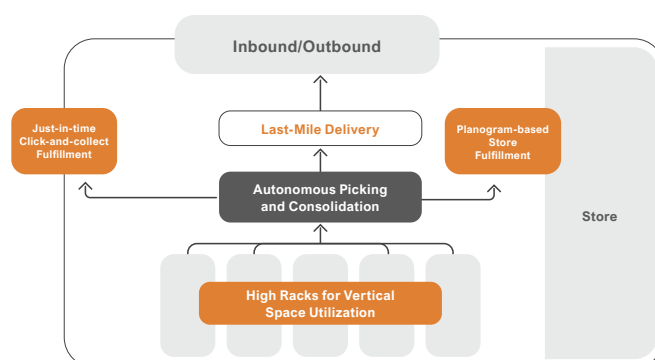 Inbound/Outbound
Last-Mile Delivery
Just-in-time
Click-and-collect
Fulfillment
Planogram-based
Store
Fulfillment
Autonomous Picking
and Consolidation
Store
High Racks for Vertical
Space Utilization